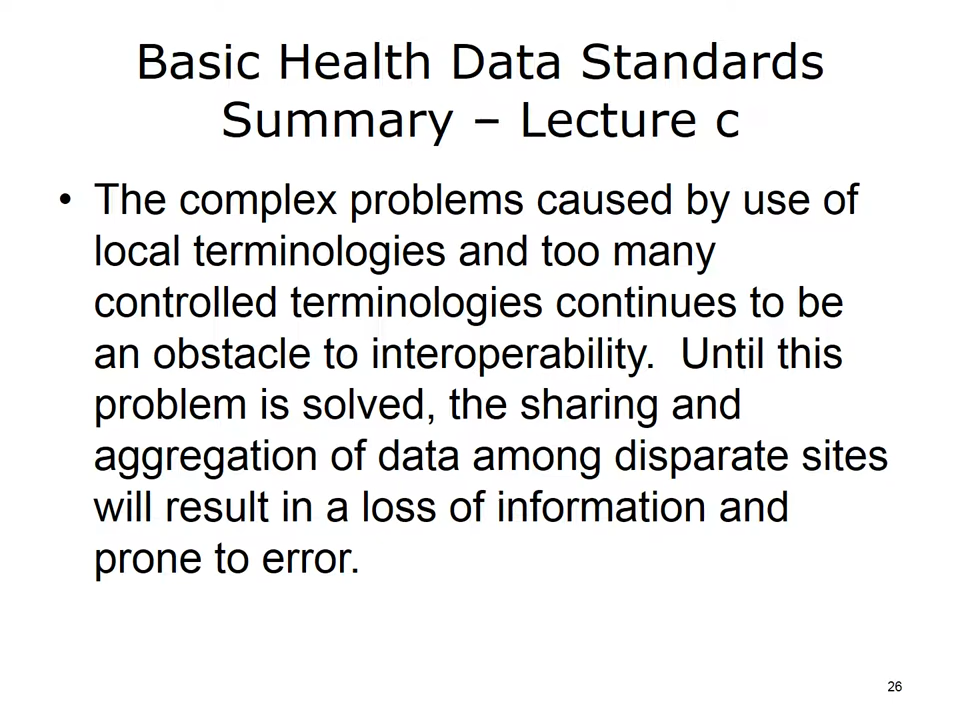 Basic Health Data Standards
Summary – Lecture c
• The complex problems caused by use of
local terminologies and too many
controlled terminologies continues to be
an obstacle to interoperability.  Until this
problem is solved, the sharing and
aggregation of data among disparate sites
will result in a loss of information and
prone to error.
26